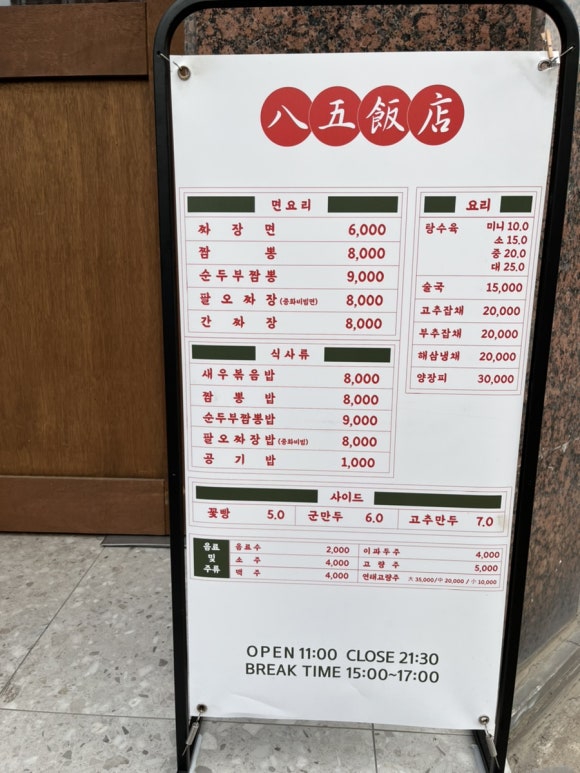 八五飯店
면요리
짜장면 6,000
짬뽕 8,000
순두부짬뽕 9,000
팔오짜장(중화비빔면) 8,000
간짜장 8,000
식사류
새우볶음밥 8,000
짬뽕밥 8,000
순두부짬뽕밥 9,000
팔오짜장밥(중화비빔) 8,000
공기밥 1,000
요리
탕수육 미니 10.0
소 15.0
중 20.0
대 25.0
술국 15,000
고추잡채 20,000
부추잡채 20,000
해삼냉채 20,000
양장피 30,000
사이드
꽃빵 5.0 군만두 6.0 고추만두 7.0
음료 및 주류
음료수 2,000
소주 4,000
맥주 4,000
이과두주 4,000
고량주 5,000
연태고량주 大 35,000/中 20,000 / 小 10,000
OPEN 11:00 CLOSE 21:30
BREAK TIME 15:00~17:00